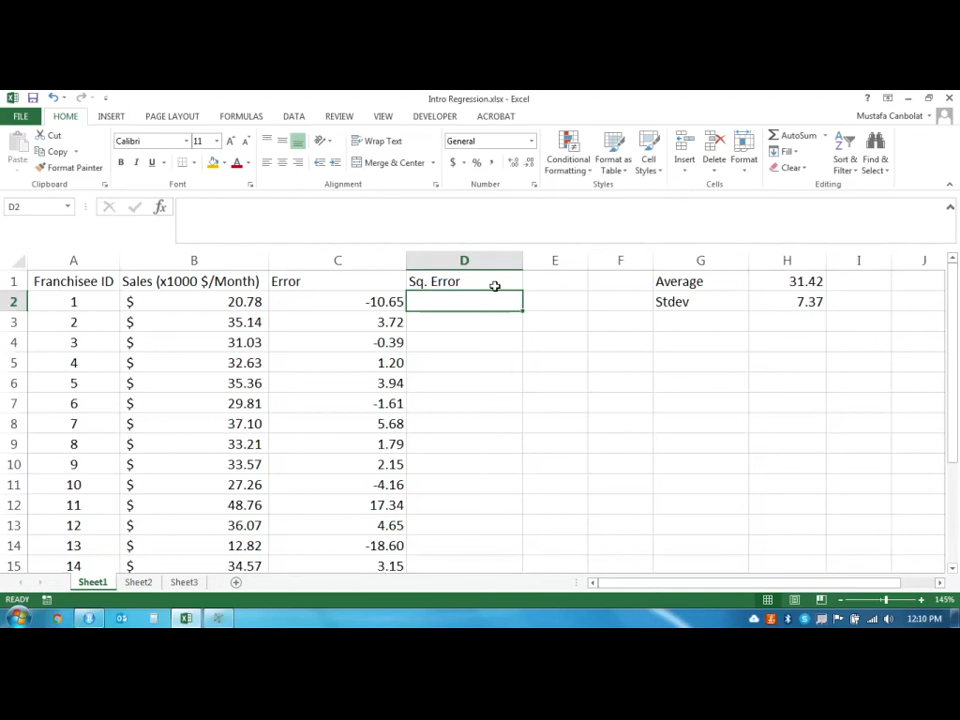 Intro Regression.xlsx - Excel
FILE HOME INSERT PAGE LAYOUT FORMULAS DATA REVIEW VIEW DEVELOPER ACROBAT Mustafa Canbolat
Paste Cut Copy Format Painter Clipboard
Calibri 11 B I U A A A Font
Wrap Text Merge & Center Alignment
General $ % , Number
Conditional Formatting Format as Table Cell Styles Styles
Insert Delete Format Cells
AutoSum Fill Clear Sort & Filter Find & Select Editing
D2 fx
A B C D E F G H I J
1 Franchisee ID Sales (x1000 $/Month) Error Sq. Error Average 31.42
2 1 $ 20.78 -10.65 Stdev 7.37
3 2 $ 35.14 3.72
4 3 $ 31.03 -0.39
5 4 $ 32.63 1.20
6 5 $ 35.36 3.94
7 6 $ 29.81 -1.61
8 7 $ 37.10 5.68
9 8 $ 33.21 1.79
10 9 $ 33.57 2.15
11 10 $ 27.26 -4.16
12 11 $ 48.76 17.34
13 12 $ 36.07 4.65
14 13 $ 12.82 -18.60
15 14 $ 34.57 3.15
Sheet1 Sheet2 Sheet3
READY 145%
12:10 PM